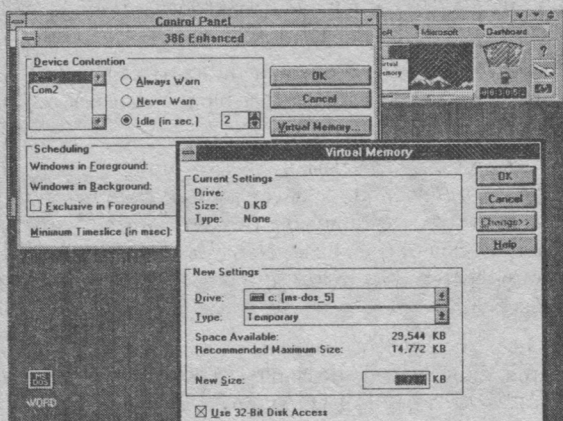 Control Panel
386 Enhanced
Device Contention
Com2
Always Warn
Never Warn
Idle (in sec.)
2
OK
Cancel
Virtual Memory...
Scheduling
Windows in Foreground:
Windows in Background:
Exclusive in Foreground
Minimum Timeslice (in msec):
Microsoft
Dashboard
?
Virtual Memory
Current Settings
Drive:
Size: 0 KB
Type: None
OK
Cancel
Change>>
Help
New Settings
Drive: c: [ms-dos_5]
Type: Temporary
Space Available: 29,544 KB
Recommended Maximum Size: 14,772 KB
New Size: KB
Use 32-Bit Disk Access
MS
DOS
WORD